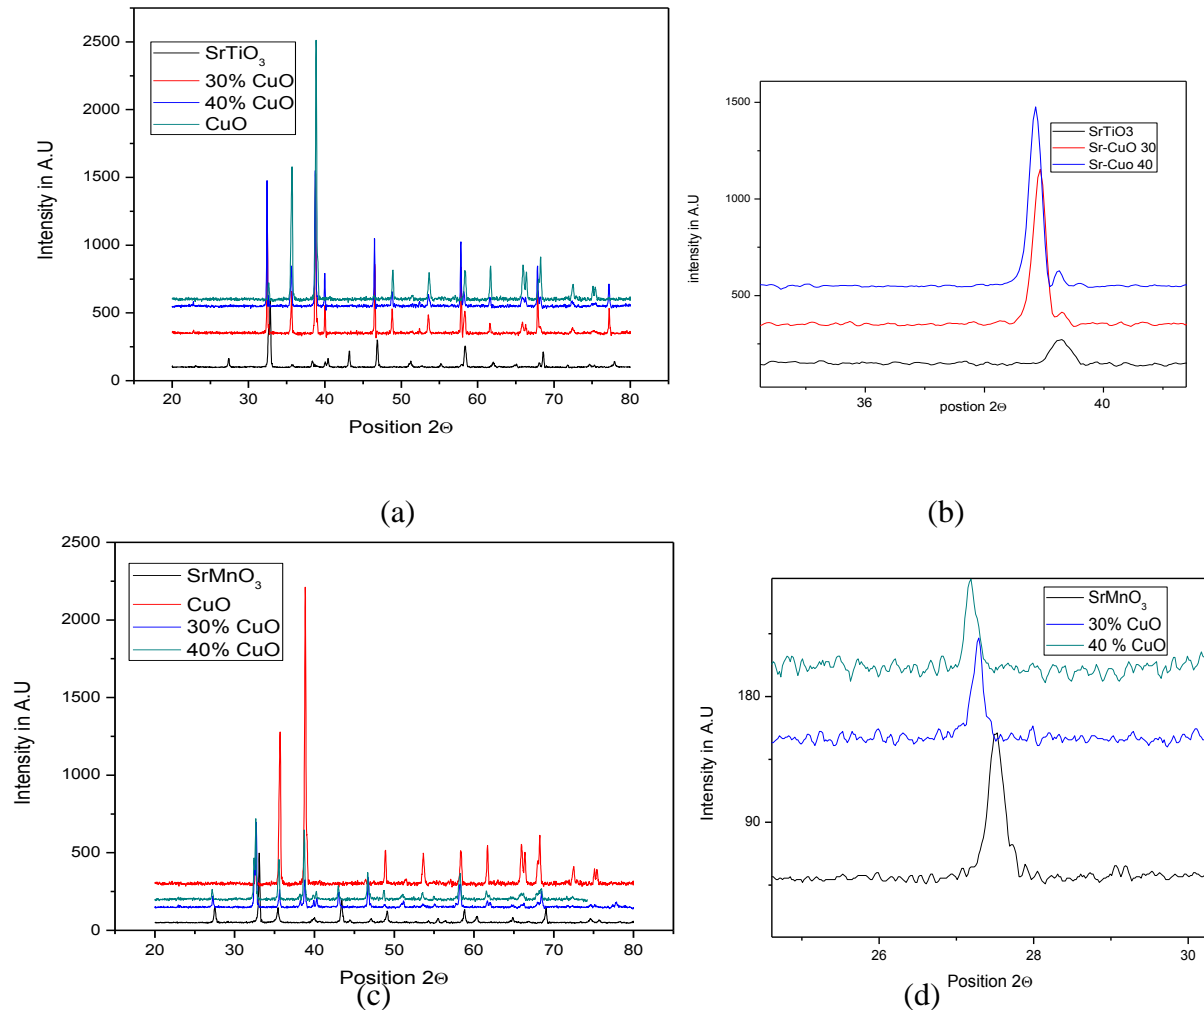 2500
2000
1500
1000
500
0
Intensity in A.U
SrTiO3
30% CuO
40% CuO
CuO
20 30 40 50 60 70 80
Position 2Θ
(a)
1500
1000
500
intensity in A.U
SrTiO3
Sr-CuO 30
Sr-Cuo 40
36 40
postion 2Θ
(b)
2500
2000
1500
1000
500
0
Intensity in A.U
SrMnO3
CuO
30% CuO
40% CuO
20 30 40 50 60 70 80
Position 2Θ
(c)
180
90
Intensity in A.U
SrMnO3
30% CuO
40 % CuO
26 28 30
Position 2Θ
(d)